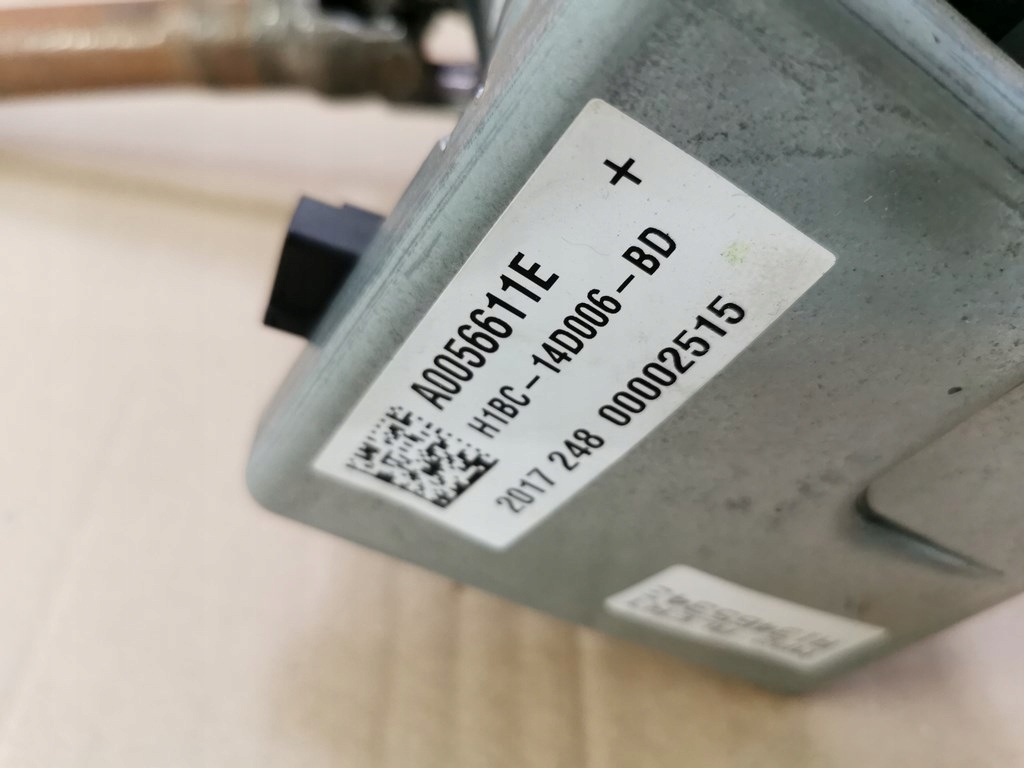 +
A0056611E
H1BC-14D006-BD
2017 248 00002515